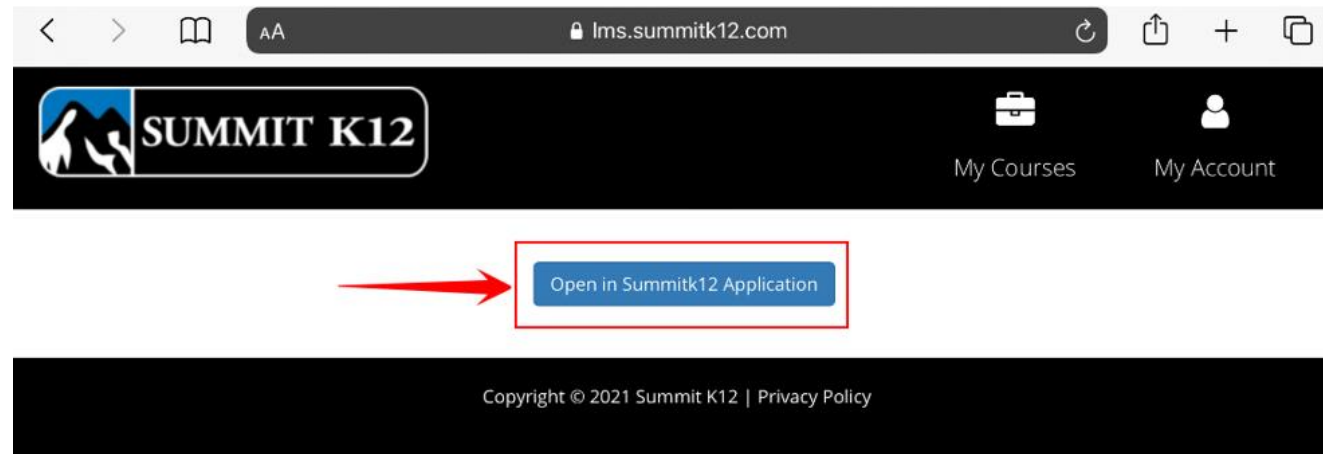 AA
lms.summitk12.com
SUMMIT K12
My Courses
My Account
Open in Summitk12 Application
Copyright © 2021 Summit K12 | Privacy Policy